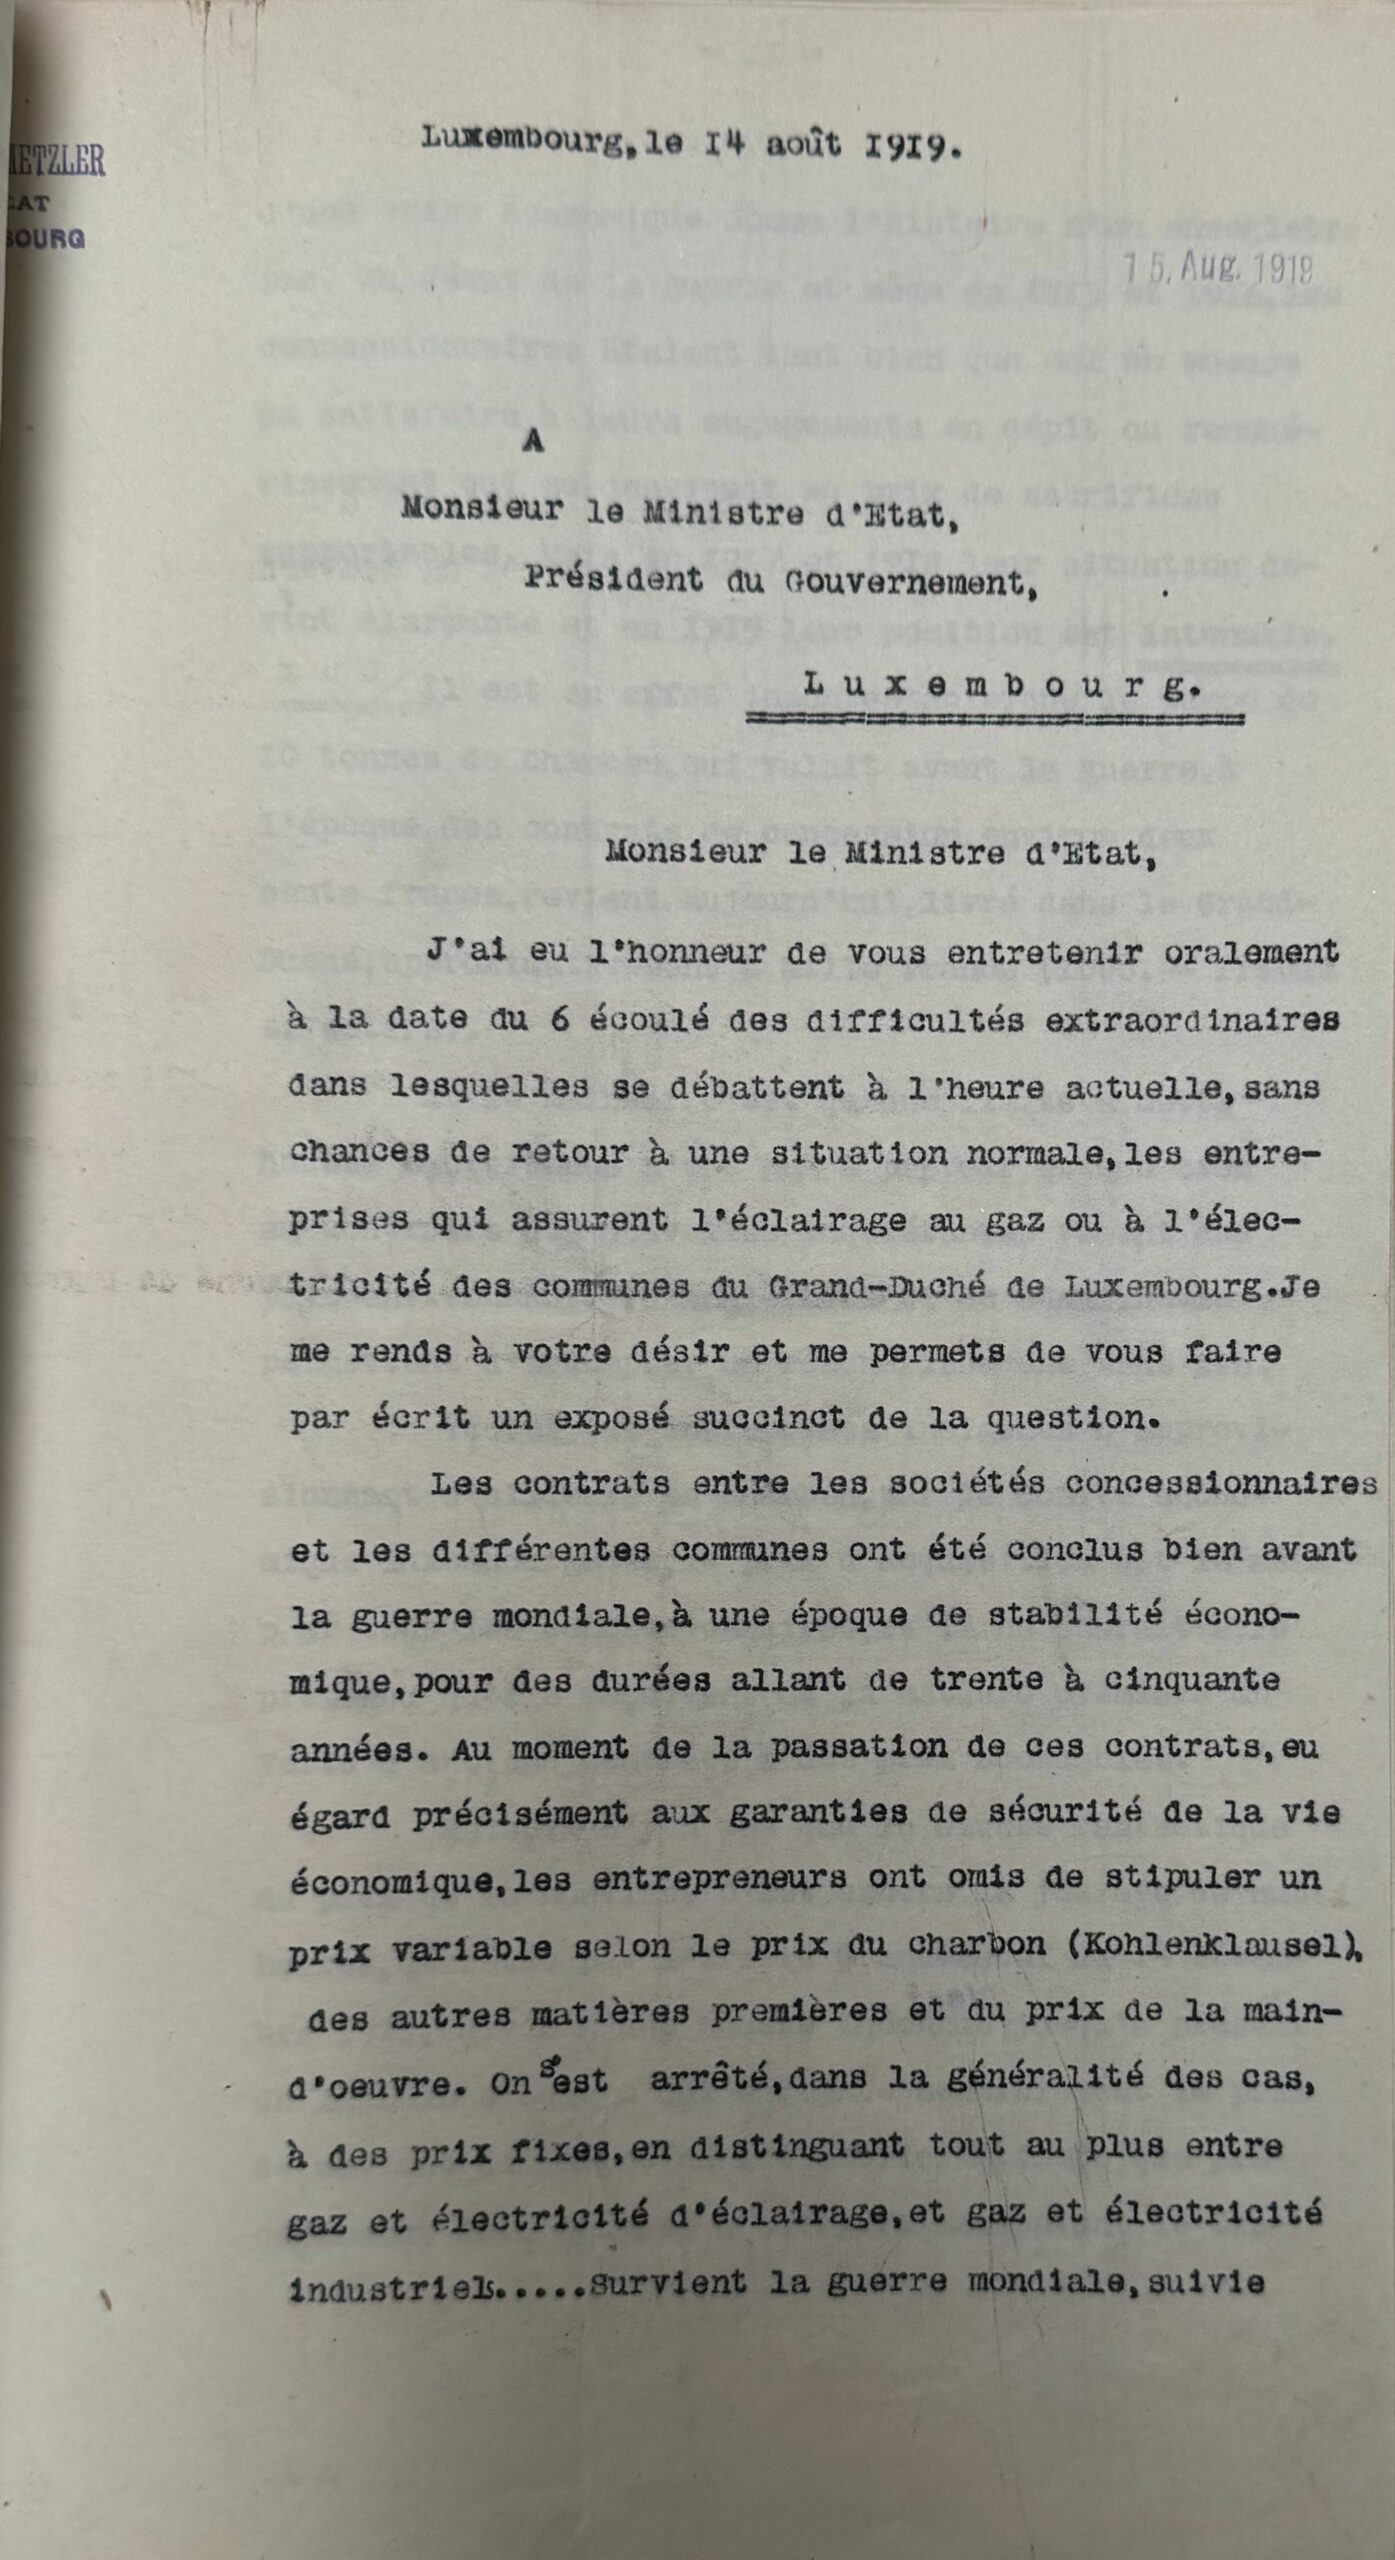 Luxembourg, le 14 août 1919.
METZLER
CAT
BOURG
15. Aug. 1919
A
Monsieur le Ministre d'Etat,
Président du Gouvernement,
Luxembourg.
Monsieur le Ministre d'Etat,
J'ai eu l'honneur de vous entretenir oralement
à la date du 6 écoulé des difficultés extraordinaires
dans lesquelles se débattent à l'heure actuelle,sans
chances de retour à une situation normale,les entre-
prises qui assurent l'éclairage au gaz ou à l'élec-
tricité des communes du Grand-Duché de Luxembourg.Je
me rends à votre désir et me permets de vous faire
par écrit un exposé succinct de la question.
Les contrats entre les sociétés concessionnaires
et les différentes communes ont été conclus bien avant
la guerre mondiale,à une époque de stabilité écono-
mique,pour des durées allant de trente à cinquante
années. Au moment de la passation de ces contrats,eu
égard précisément aux garanties de sécurité de la vie
économique,les entrepreneurs ont omis de stipuler un
prix variable selon le prix du charbon (Kohlenklausel),
des autres matières premières et du prix de la main-
d'oeuvre. On s'est arrêté,dans la généralité des cas,
à des prix fixes,en distinguant tout au plus entre
gaz et électricité d'éclairage,et gaz et électricité
industriels.....Survient la guerre mondiale,suivie